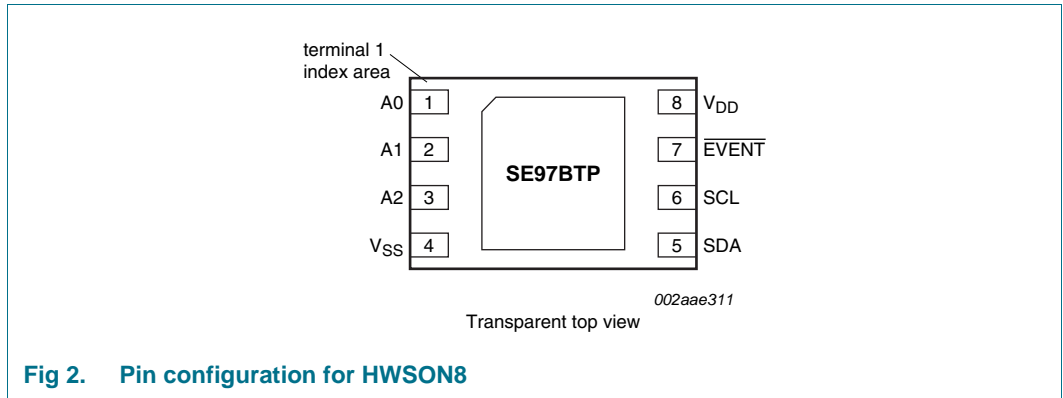 terminal 1
index area
A0 1
A1 2
A2 3
VSS 4
SE97BTP
8 VDD
7 EVENT
6 SCL
5 SDA
002aae311
Transparent top view
Fig 2. Pin configuration for HWSON8